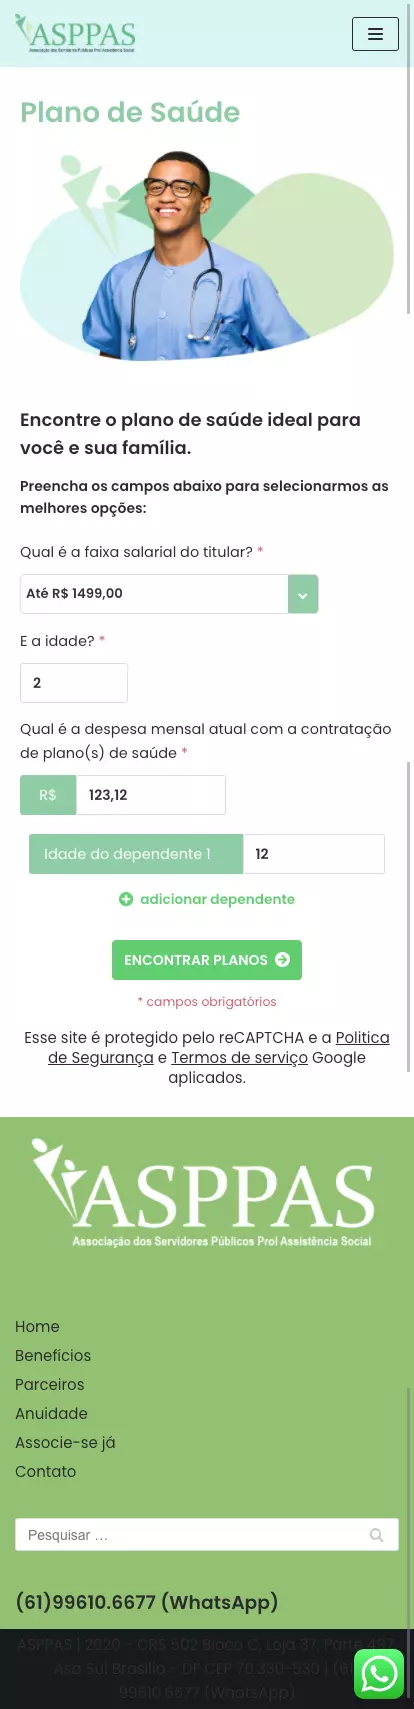 ASPPAS
Associação dos Servidores Públicos Pró Assistência Social
Plano de Saúde
Encontre o plano de saúde ideal para
você e sua família.
Preencha os campos abaixo para selecionarmos as
melhores opções:
Qual é a faixa salarial do titular? *
Até R$ 1499,00
E a idade? *
2
Qual é a despesa mensal atual com a contratação
de plano(s) de saúde *
R$ 123,12
Idade do dependente 1 12
adicionar dependente
ENCONTRAR PLANOS
* campos obrigatórios
Esse site é protegido pelo reCAPTCHA e a Politica
de Segurança e Termos de serviço Google
aplicados.
ASPPAS
Associação dos Servidores Públicos Prol Assistência Social
Home
Benefícios
Parceiros
Anuidade
Associe-se já
Contato
Pesquisar …
(61)99610.6677 (WhatsApp)
ASPPAS | 2020 - CRS 502 Bloco C, Loja 37, Parte 497
Asa Sul Brasília - DF CEP 70.330-530 | (61)
99610.6677 (WhatsApp)